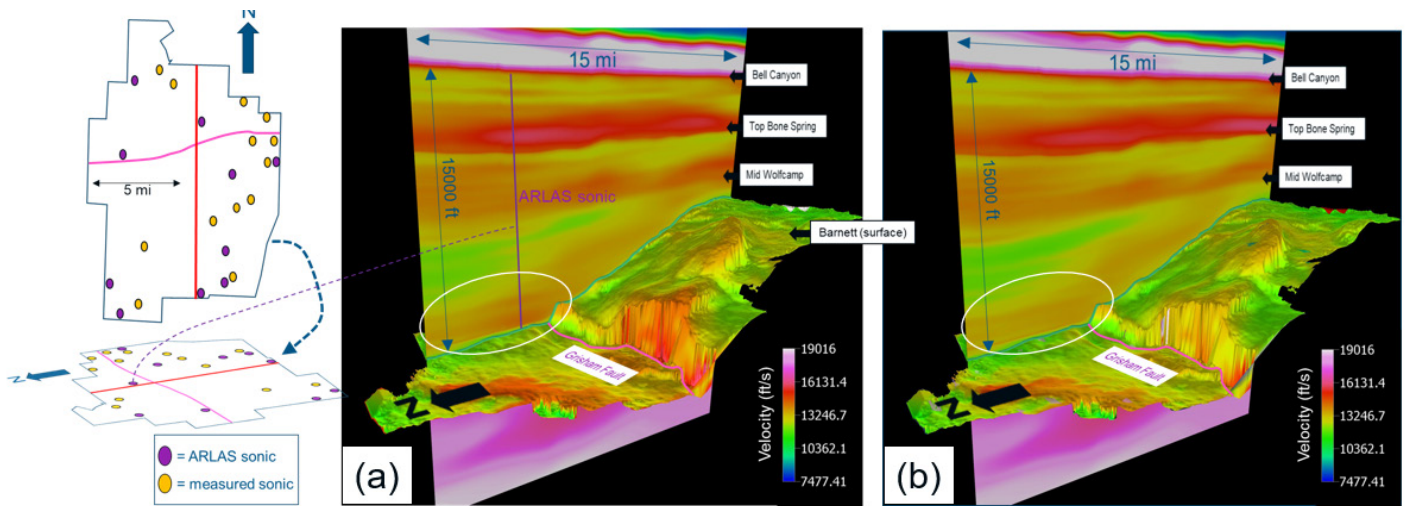 N
5 mi
N
= ARLAS sonic
= measured sonic
15 mi
15000 ft
ARLAS sonic
Bell Canyon
Top Bone Spring
Mid Wolfcamp
Barnett (surface)
Grisham Fault
N
Velocity (ft/s)
19016
16131.4
13246.7
10362.1
7477.41
(a)
15 mi
15000 ft
Bell Canyon
Top Bone Spring
Mid Wolfcamp
Grisham Fault
N
Velocity (ft/s)
19016
16131.4
13246.7
10362.1
7477.41
(b)